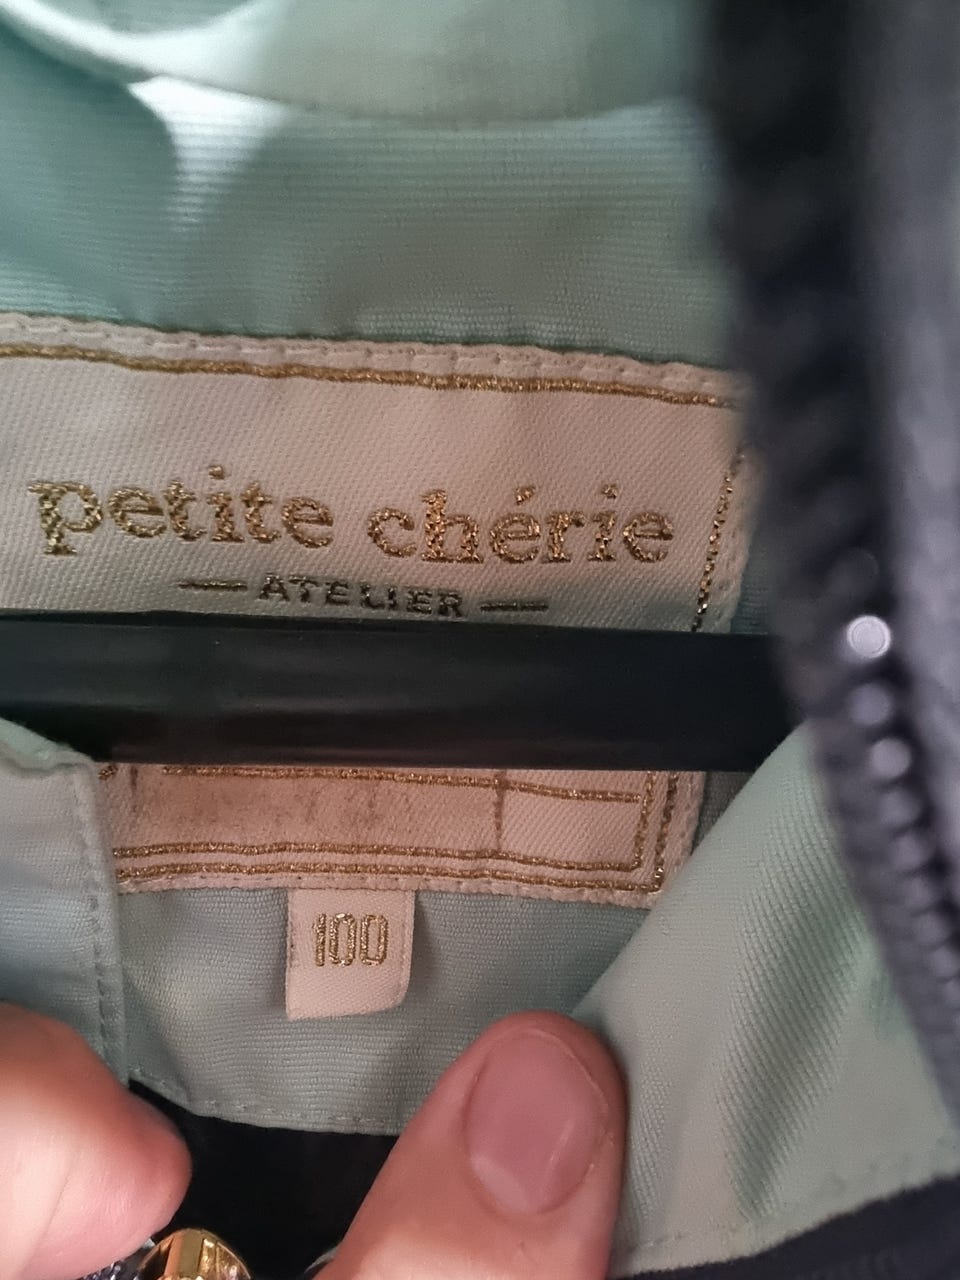 petite chérie
ATELIER
100